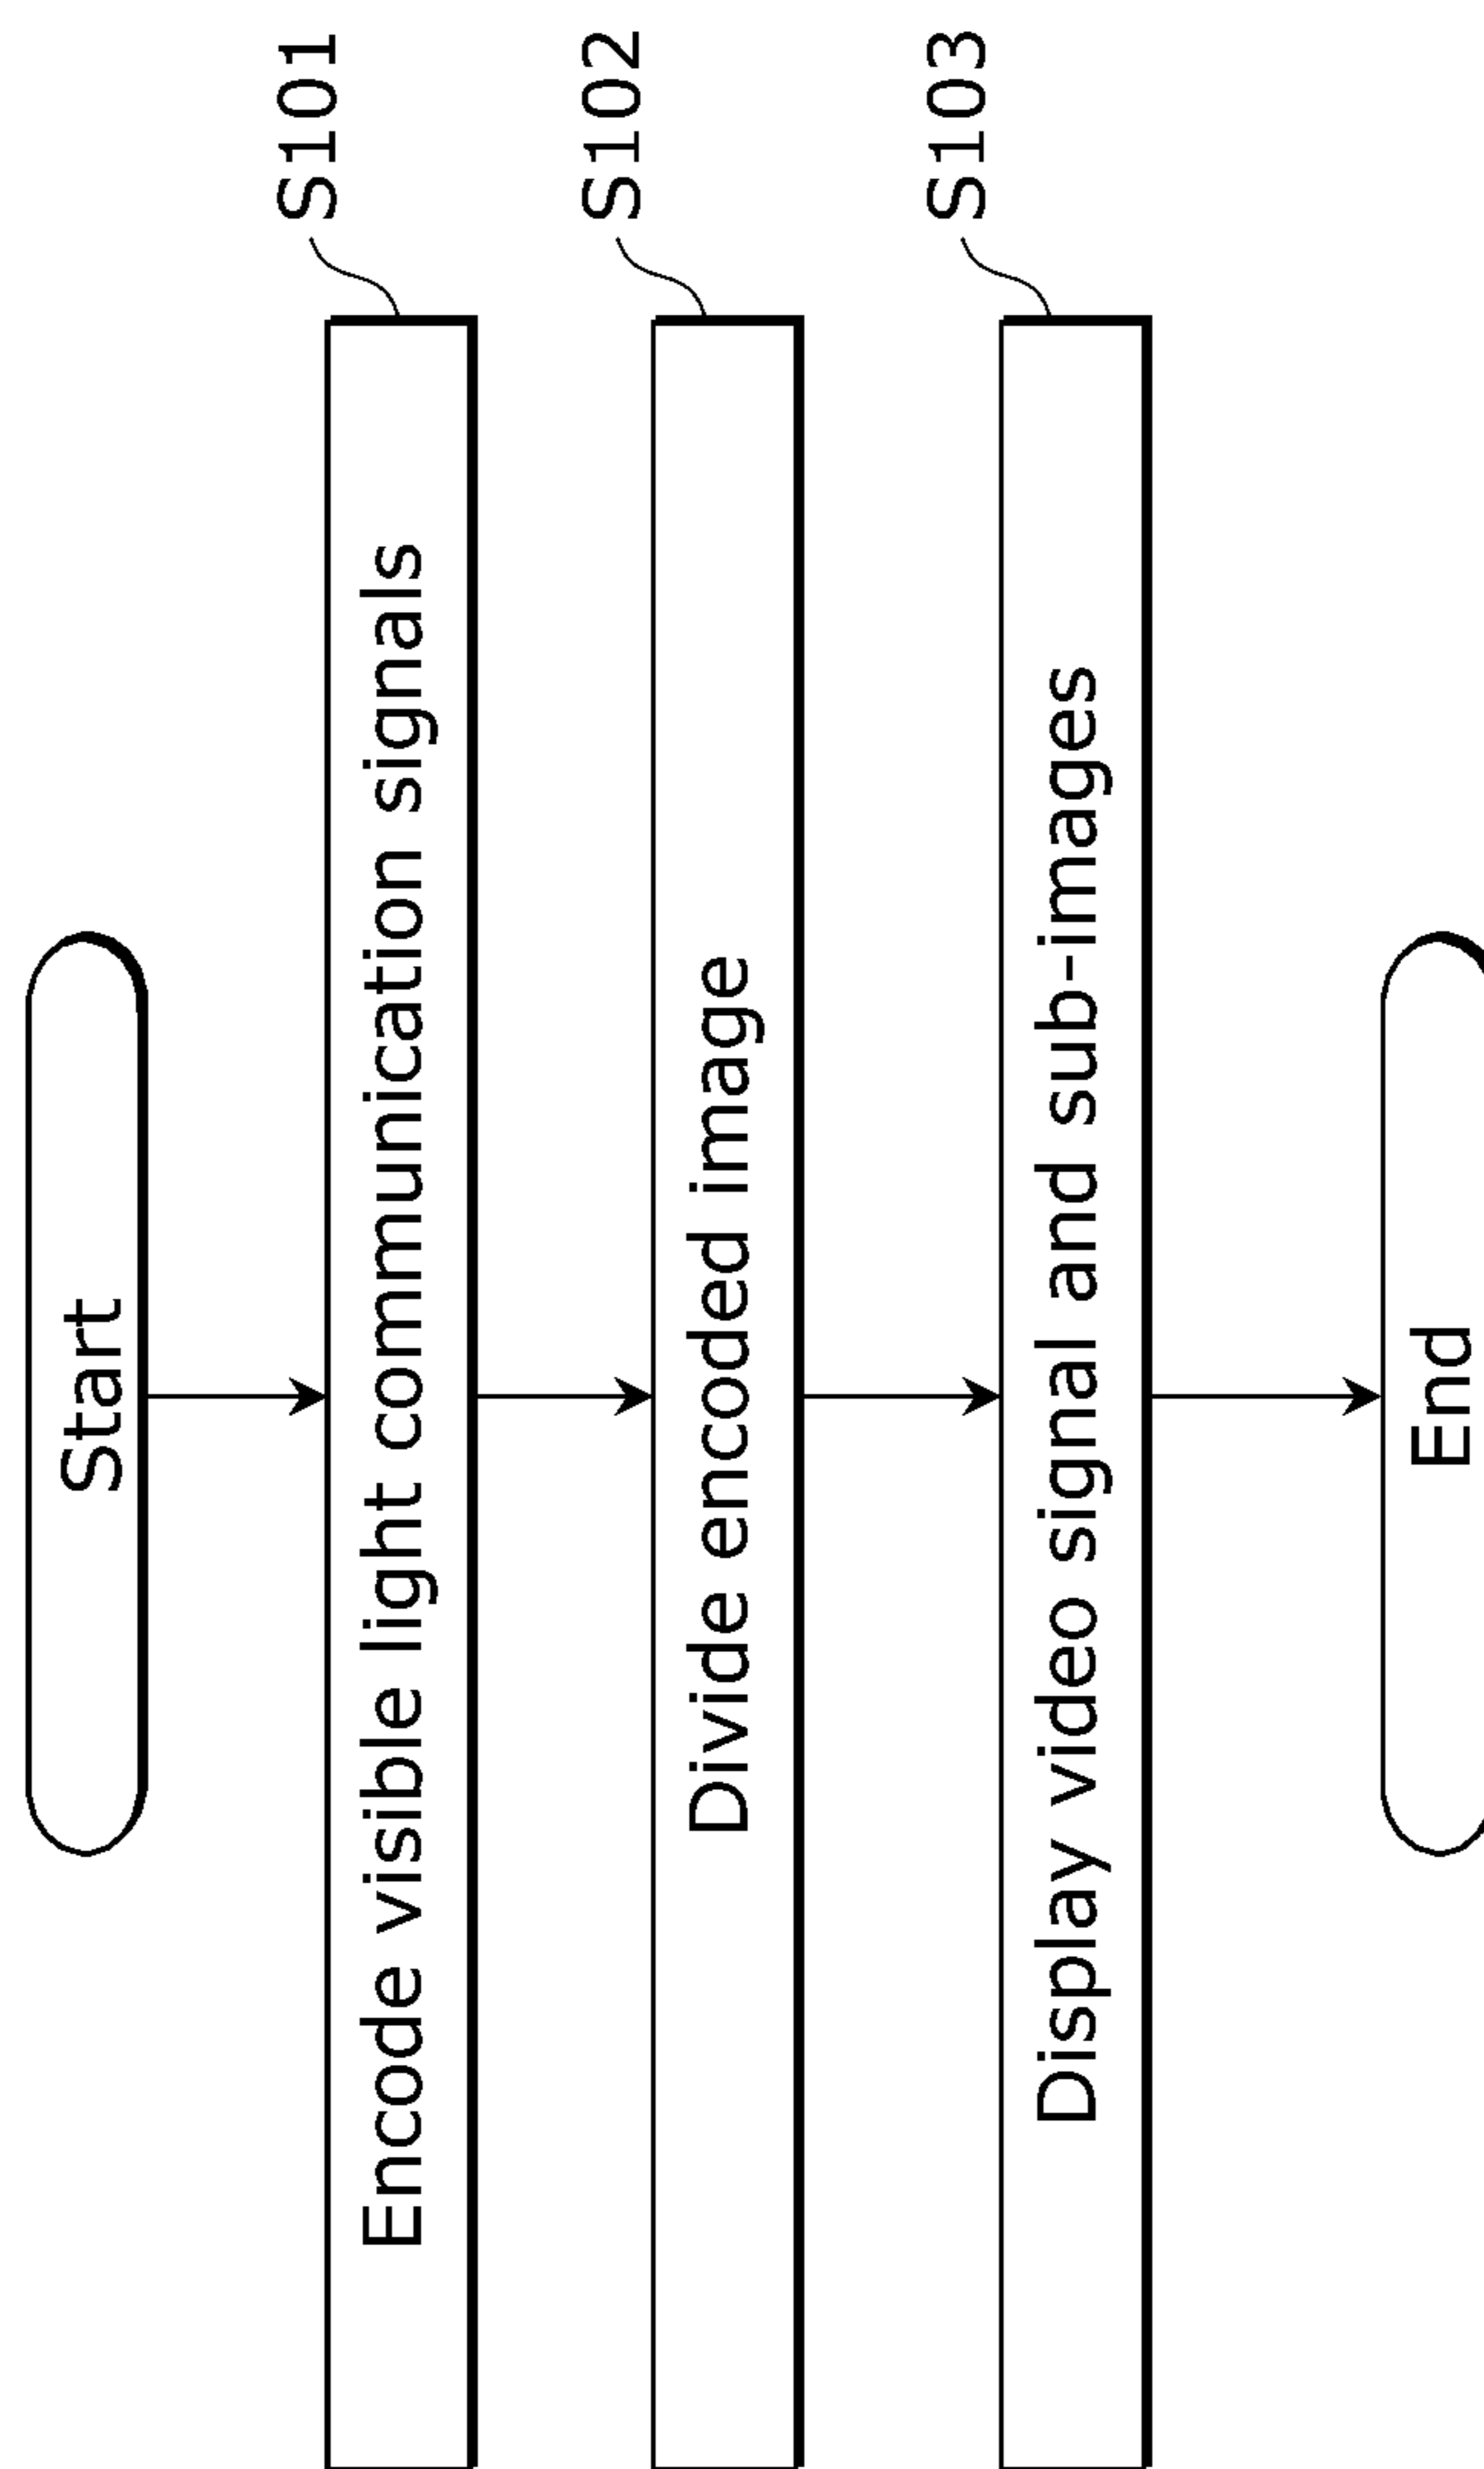 Start
S101
Encode visible light communication signals
S102
Divide encoded image
S103
Display video signal and sub-images
End